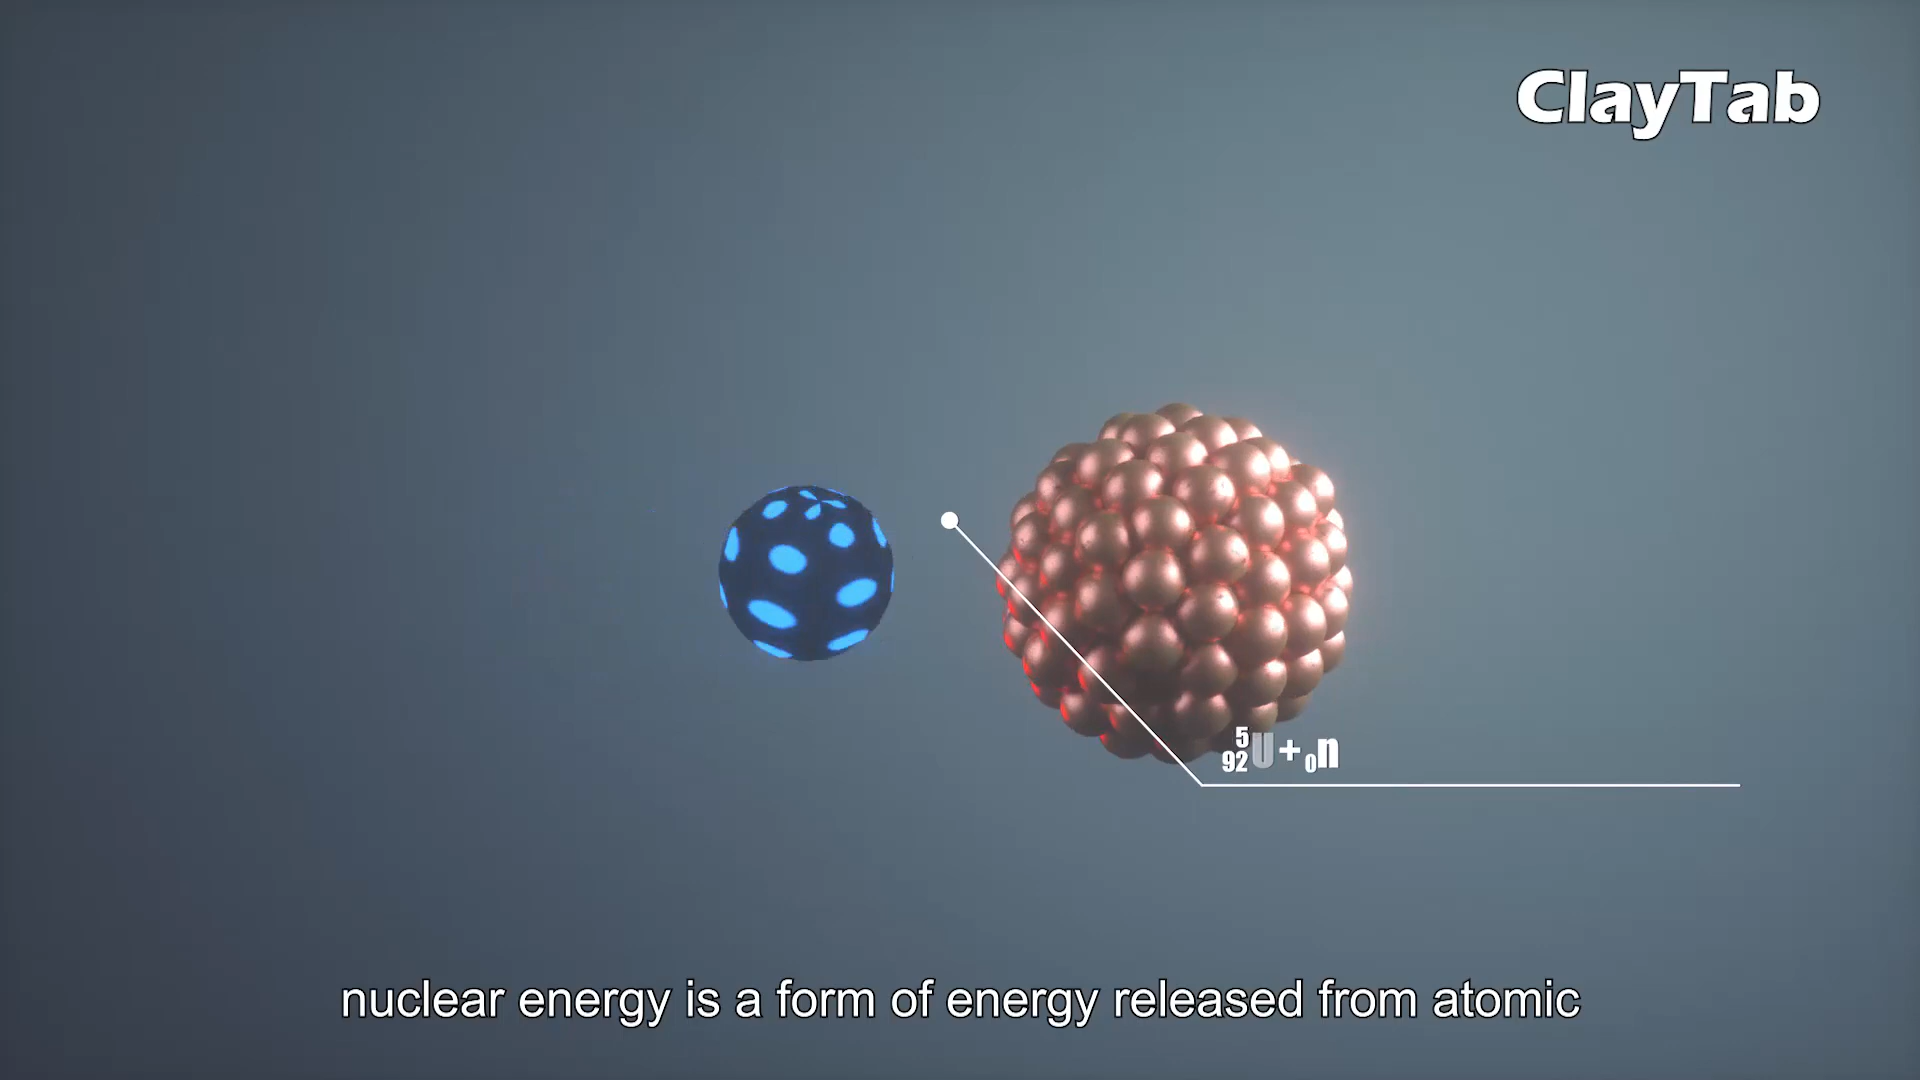 ClayTab
5
92U+0n
nuclear energy is a form of energy released from atomic